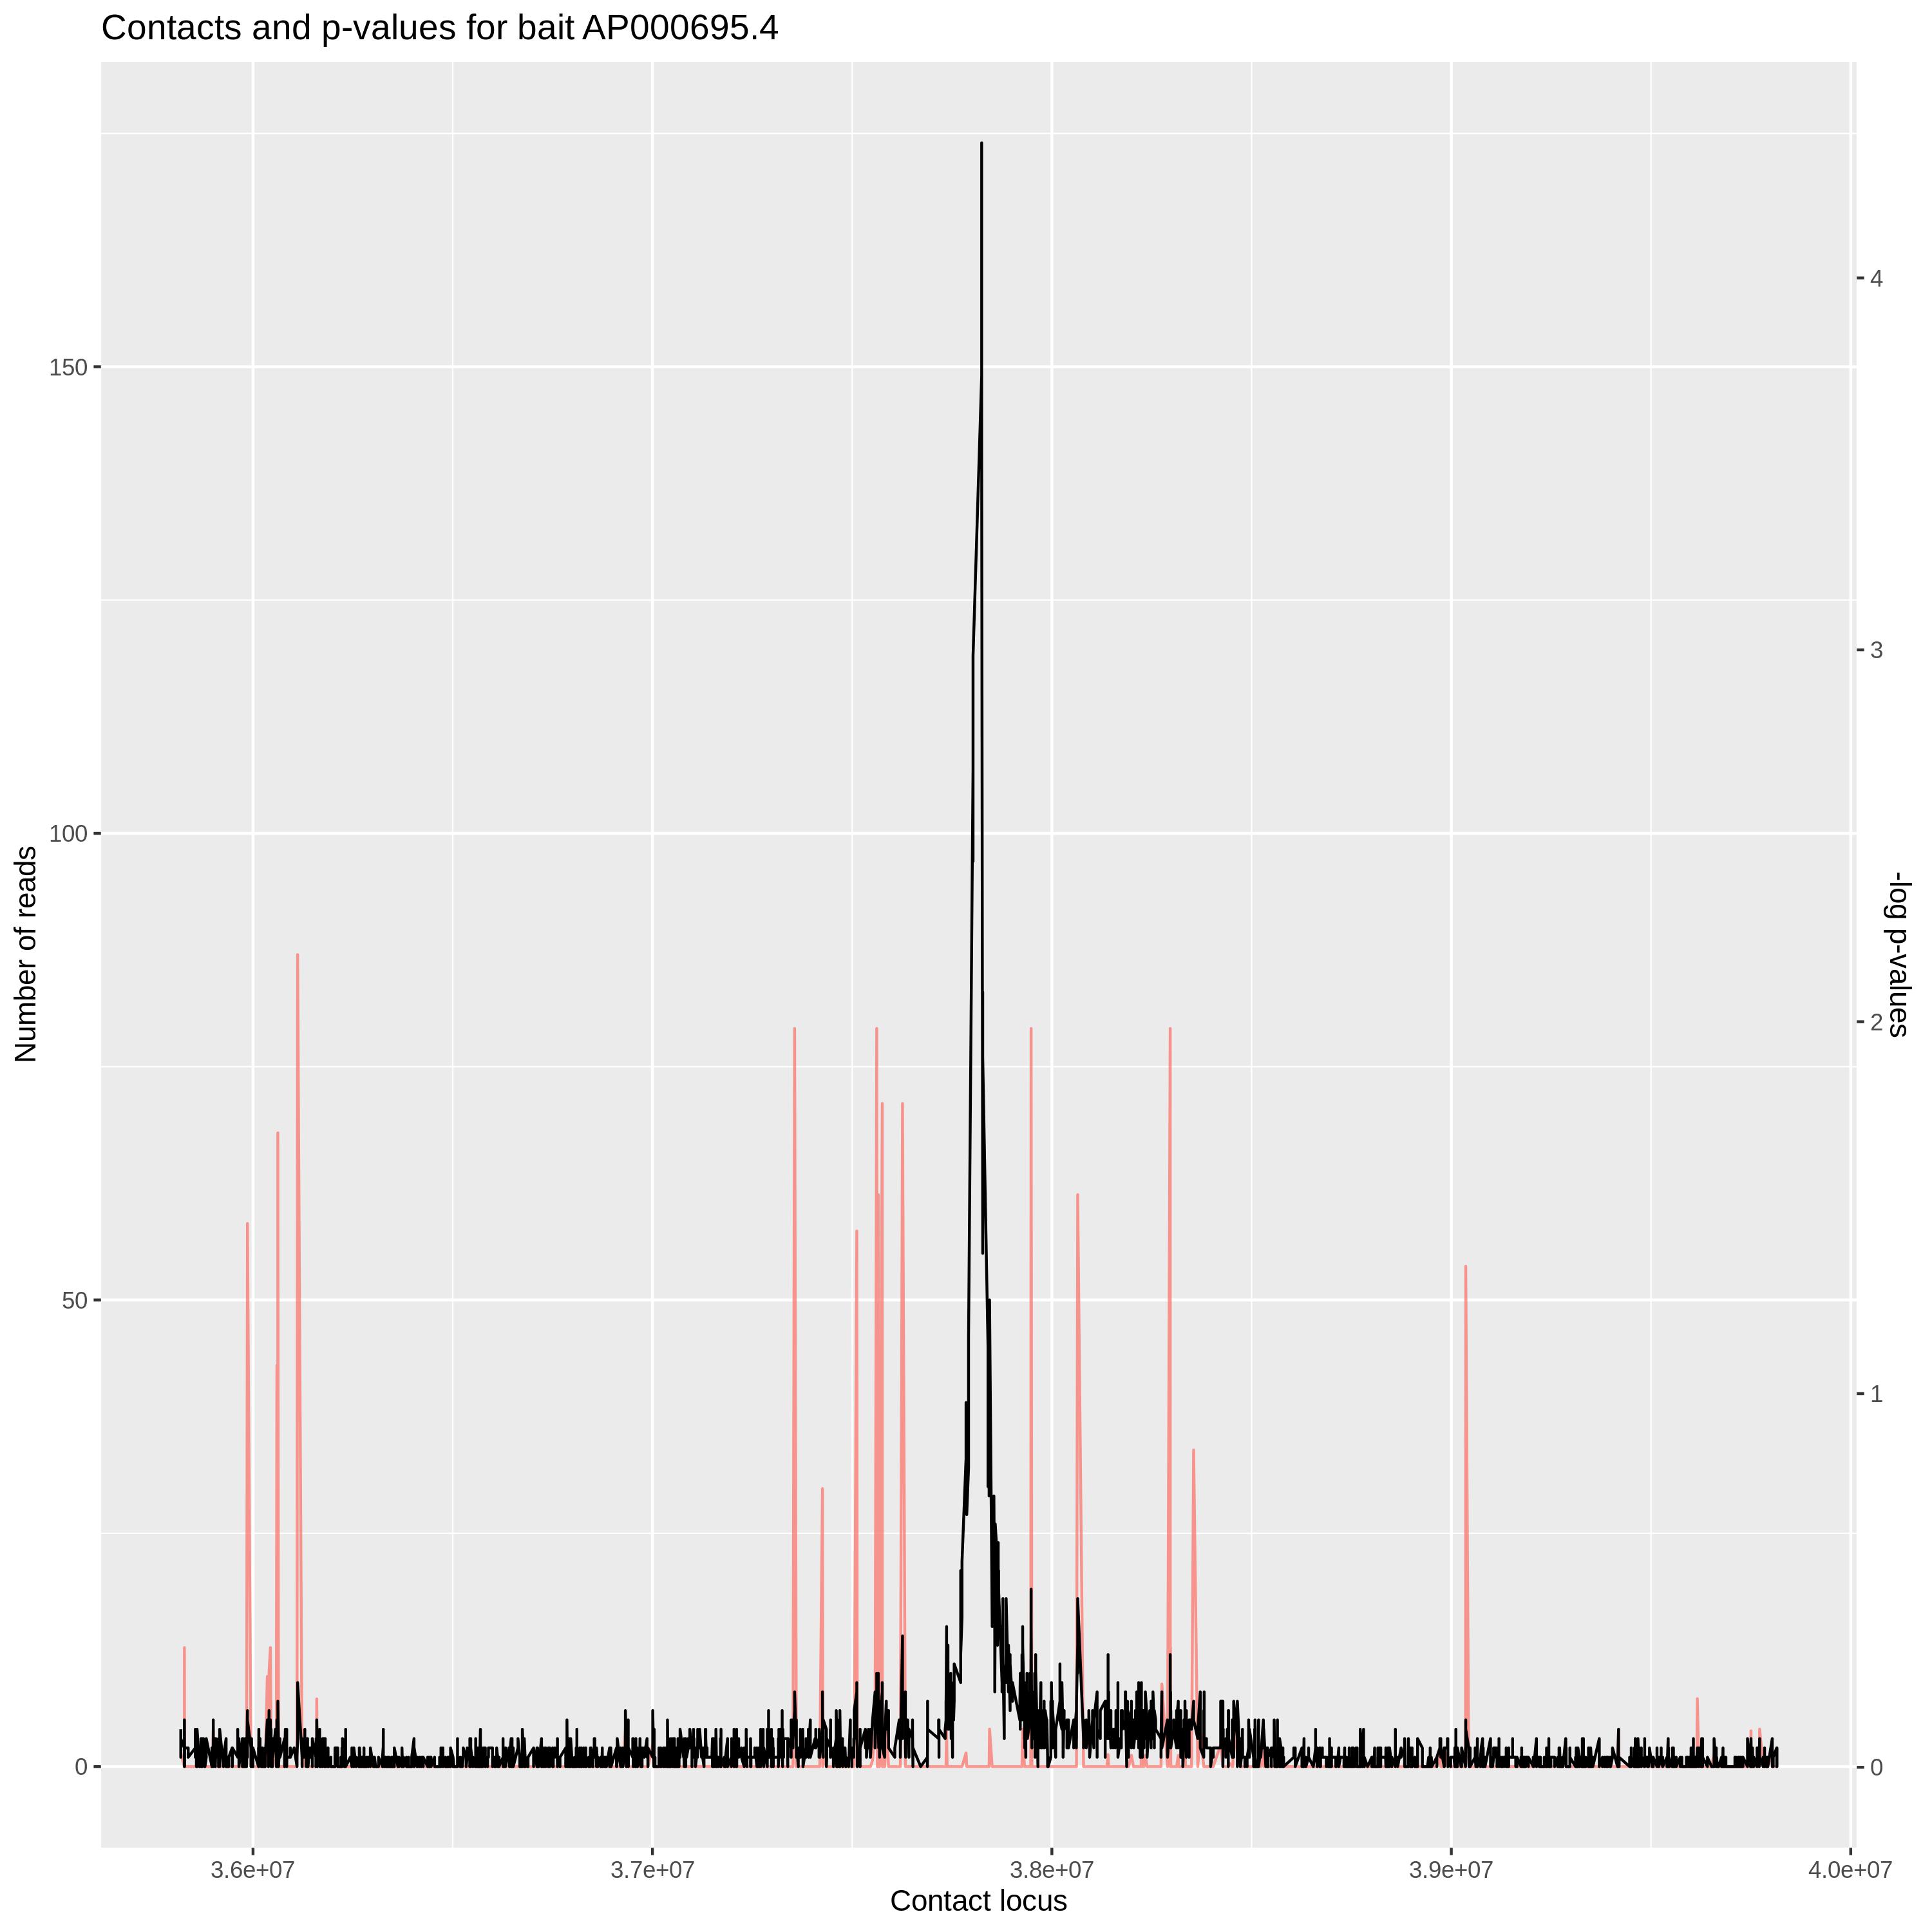 Contacts and p-values for bait AP000695.4
Number of reads
150
100
50
0
4
3
2
1
0
-log p-values
3.6e+07
3.7e+07
3.8e+07
3.9e+07
4.0e+07
Contact locus